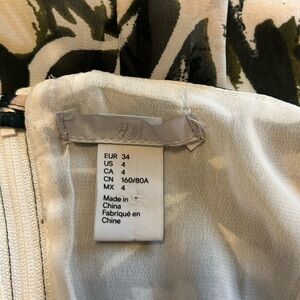 EUR 34
US 4
CA 4
CN 160/80A
MX 4
Made in
China
Fabriqué en
Chine